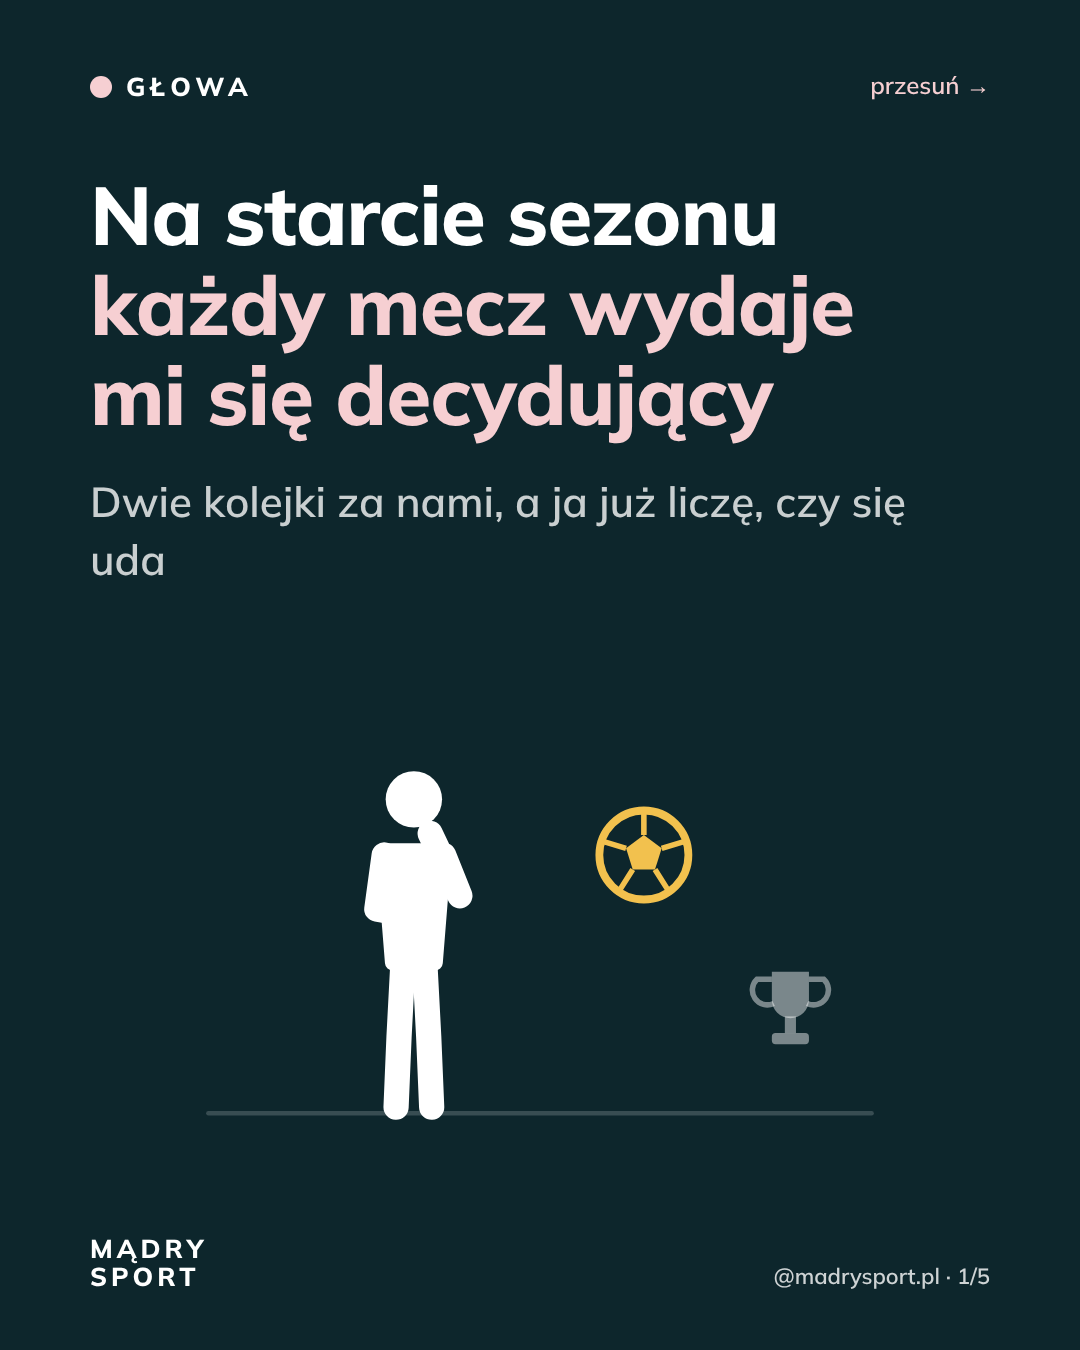 GŁOWA
przesuń →
Na starcie sezonu
każdy mecz wydaje
mi się decydujący
Dwie kolejki za nami, a ja już liczę, czy się
uda
MĄDRY
SPORT
@madrysport.pl · 1/5